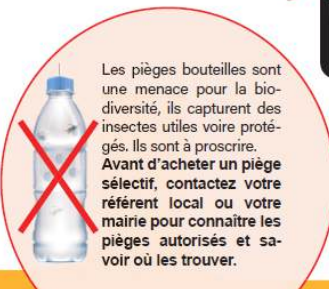 Les pièges bouteilles sont
une menace pour la bio-
diversité, ils capturent des
insectes utiles voire proté-
gés. Ils sont à proscrire.
Avant d'acheter un piège
sélectif, contactez votre
référent local ou votre
mairie pour connaître les
pièges autorisés et sa-
voir où les trouver.